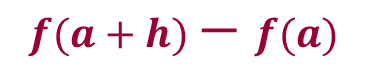 f(a + h) − f(a)